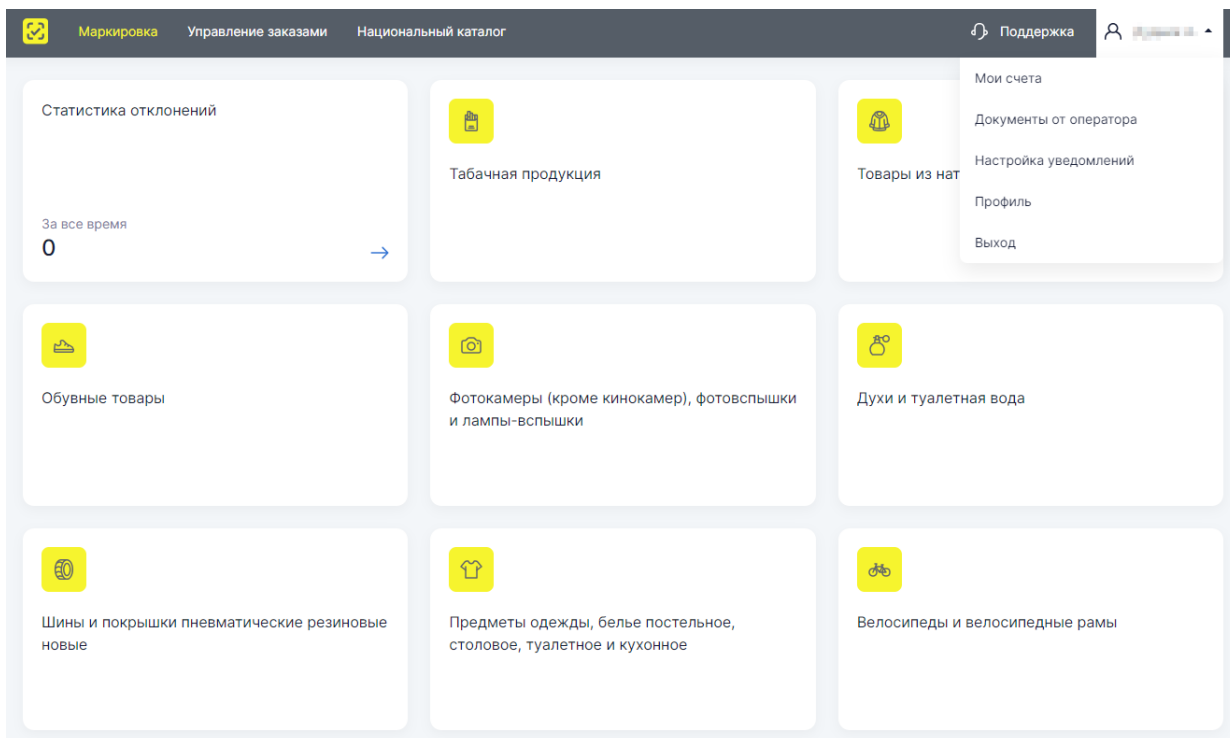 Маркировка
Управление заказами
Национальный каталог
Поддержка
Мои счета
Документы от оператора
Настройка уведомлений
Профиль
Выход
Статистика отклонений
За все время
0
Табачная продукция
Товары из
Обувные товары
Фотокамеры (кроме кинокамер), фотовспышки
и лампы-вспышки
Духи и туалетная вода
Шины и покрышки пневматические резиновые
новые
Предметы одежды, белье постельное,
столовое, туалетное и кухонное
Велосипеды и велосипедные рамы